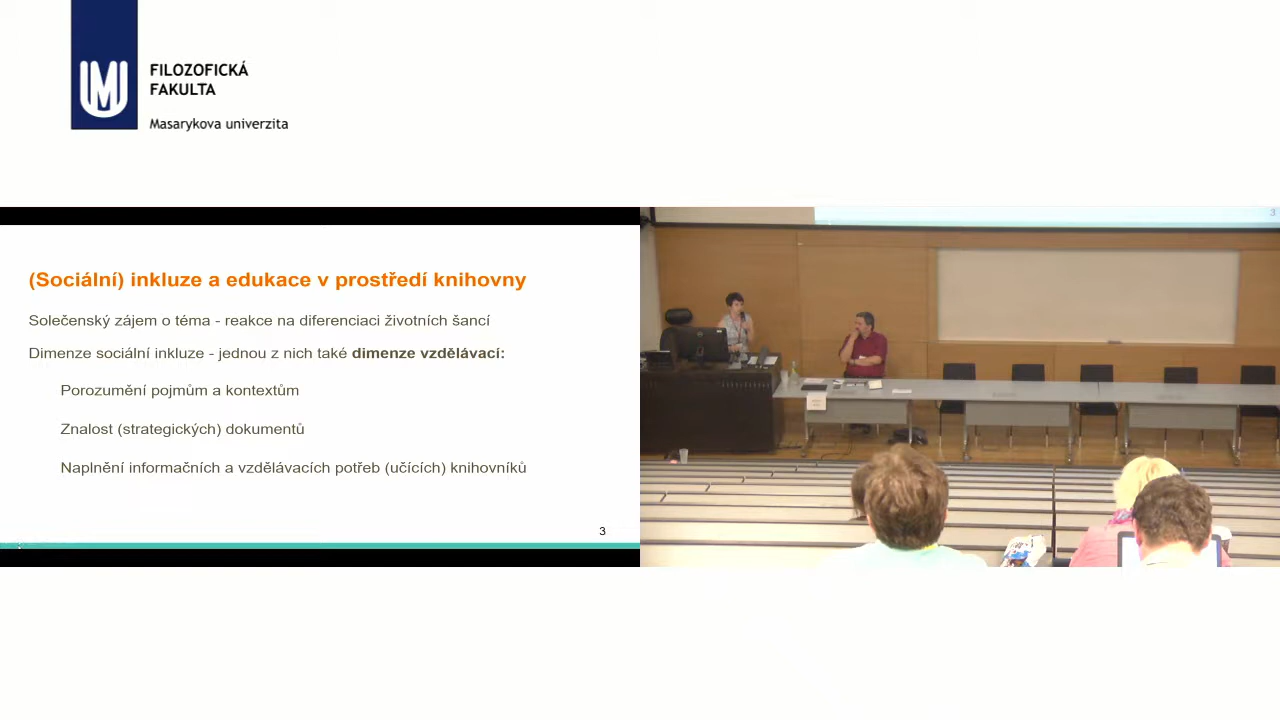 FILOZOFICKÁ
FAKULTA
Masarykova univerzita
(Sociální) inkluze a edukace v prostředí knihovny
Solečenský zájem o téma - reakce na diferenciaci životních šancí
Dimenze sociální inkluze - jednou z nich také dimenze vzdělávací:
Porozumění pojmům a kontextům
Znalost (strategických) dokumentů
Naplnění informačních a vzdělávacích potřeb (učících) knihovníků
3
3